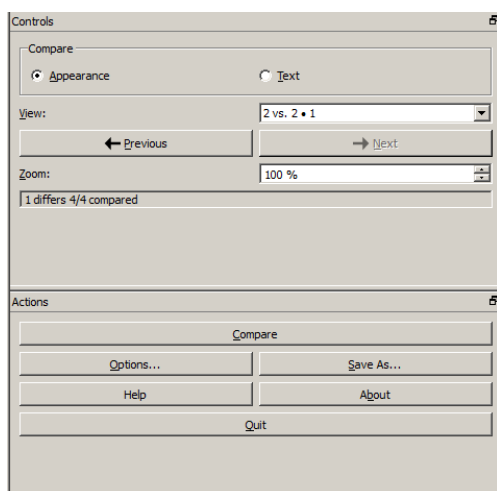 Controls
Compare
Appearance Text
View: 2 vs. 2 • 1
Previous Next
Zoom: 100 %
1 differs 4/4 compared
Actions
Compare
Options... Save As...
Help About
Quit